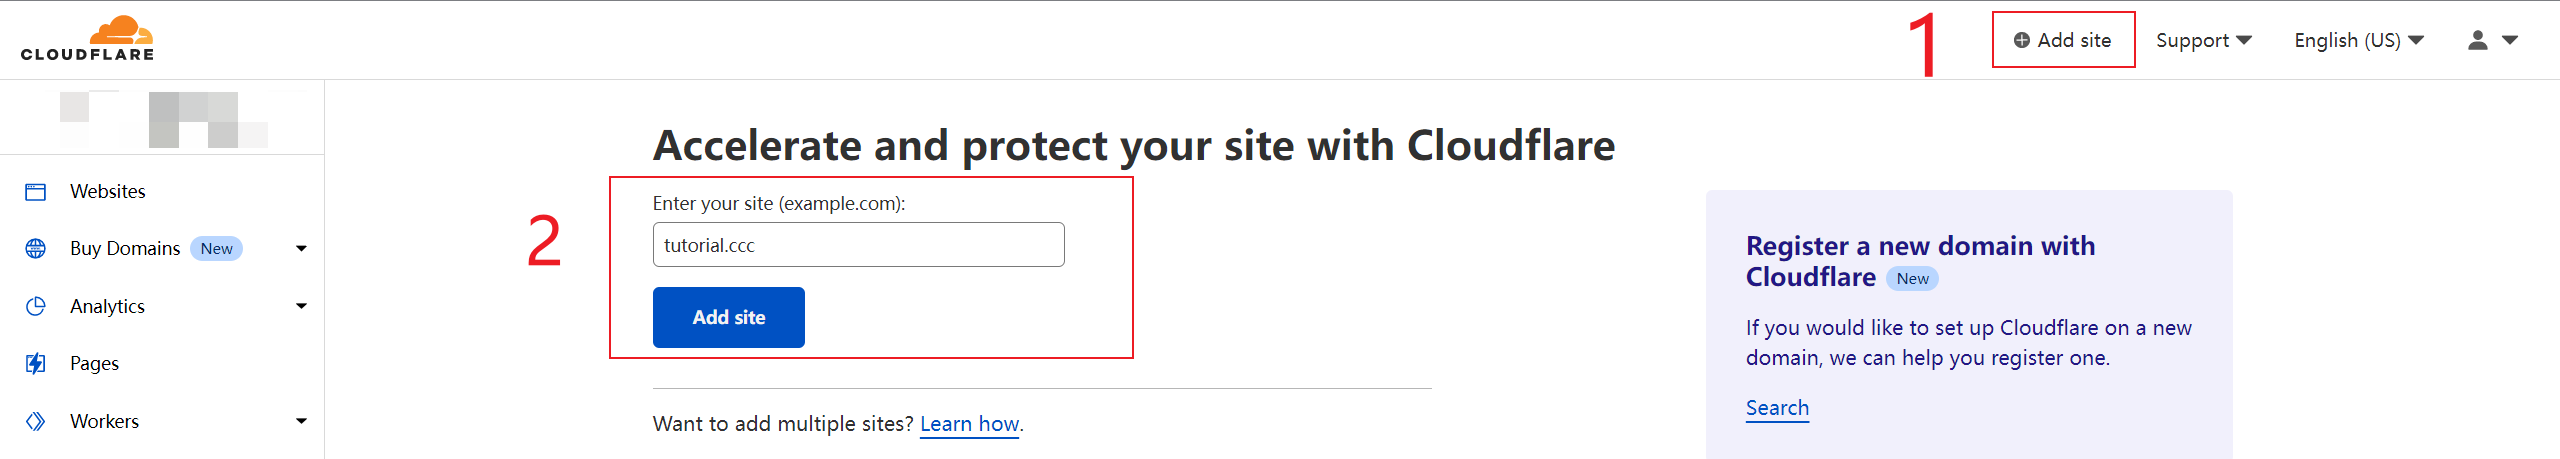 CLOUDFLARE
1
Add site
Support
English (US)
Websites
Buy Domains New
Analytics
Pages
Workers
Accelerate and protect your site with Cloudflare
2
Enter your site (example.com):
tutorial.ccc
Add site
Want to add multiple sites? Learn how.
Register a new domain with
Cloudflare New
If you would like to set up Cloudflare on a new
domain, we can help you register one.
Search